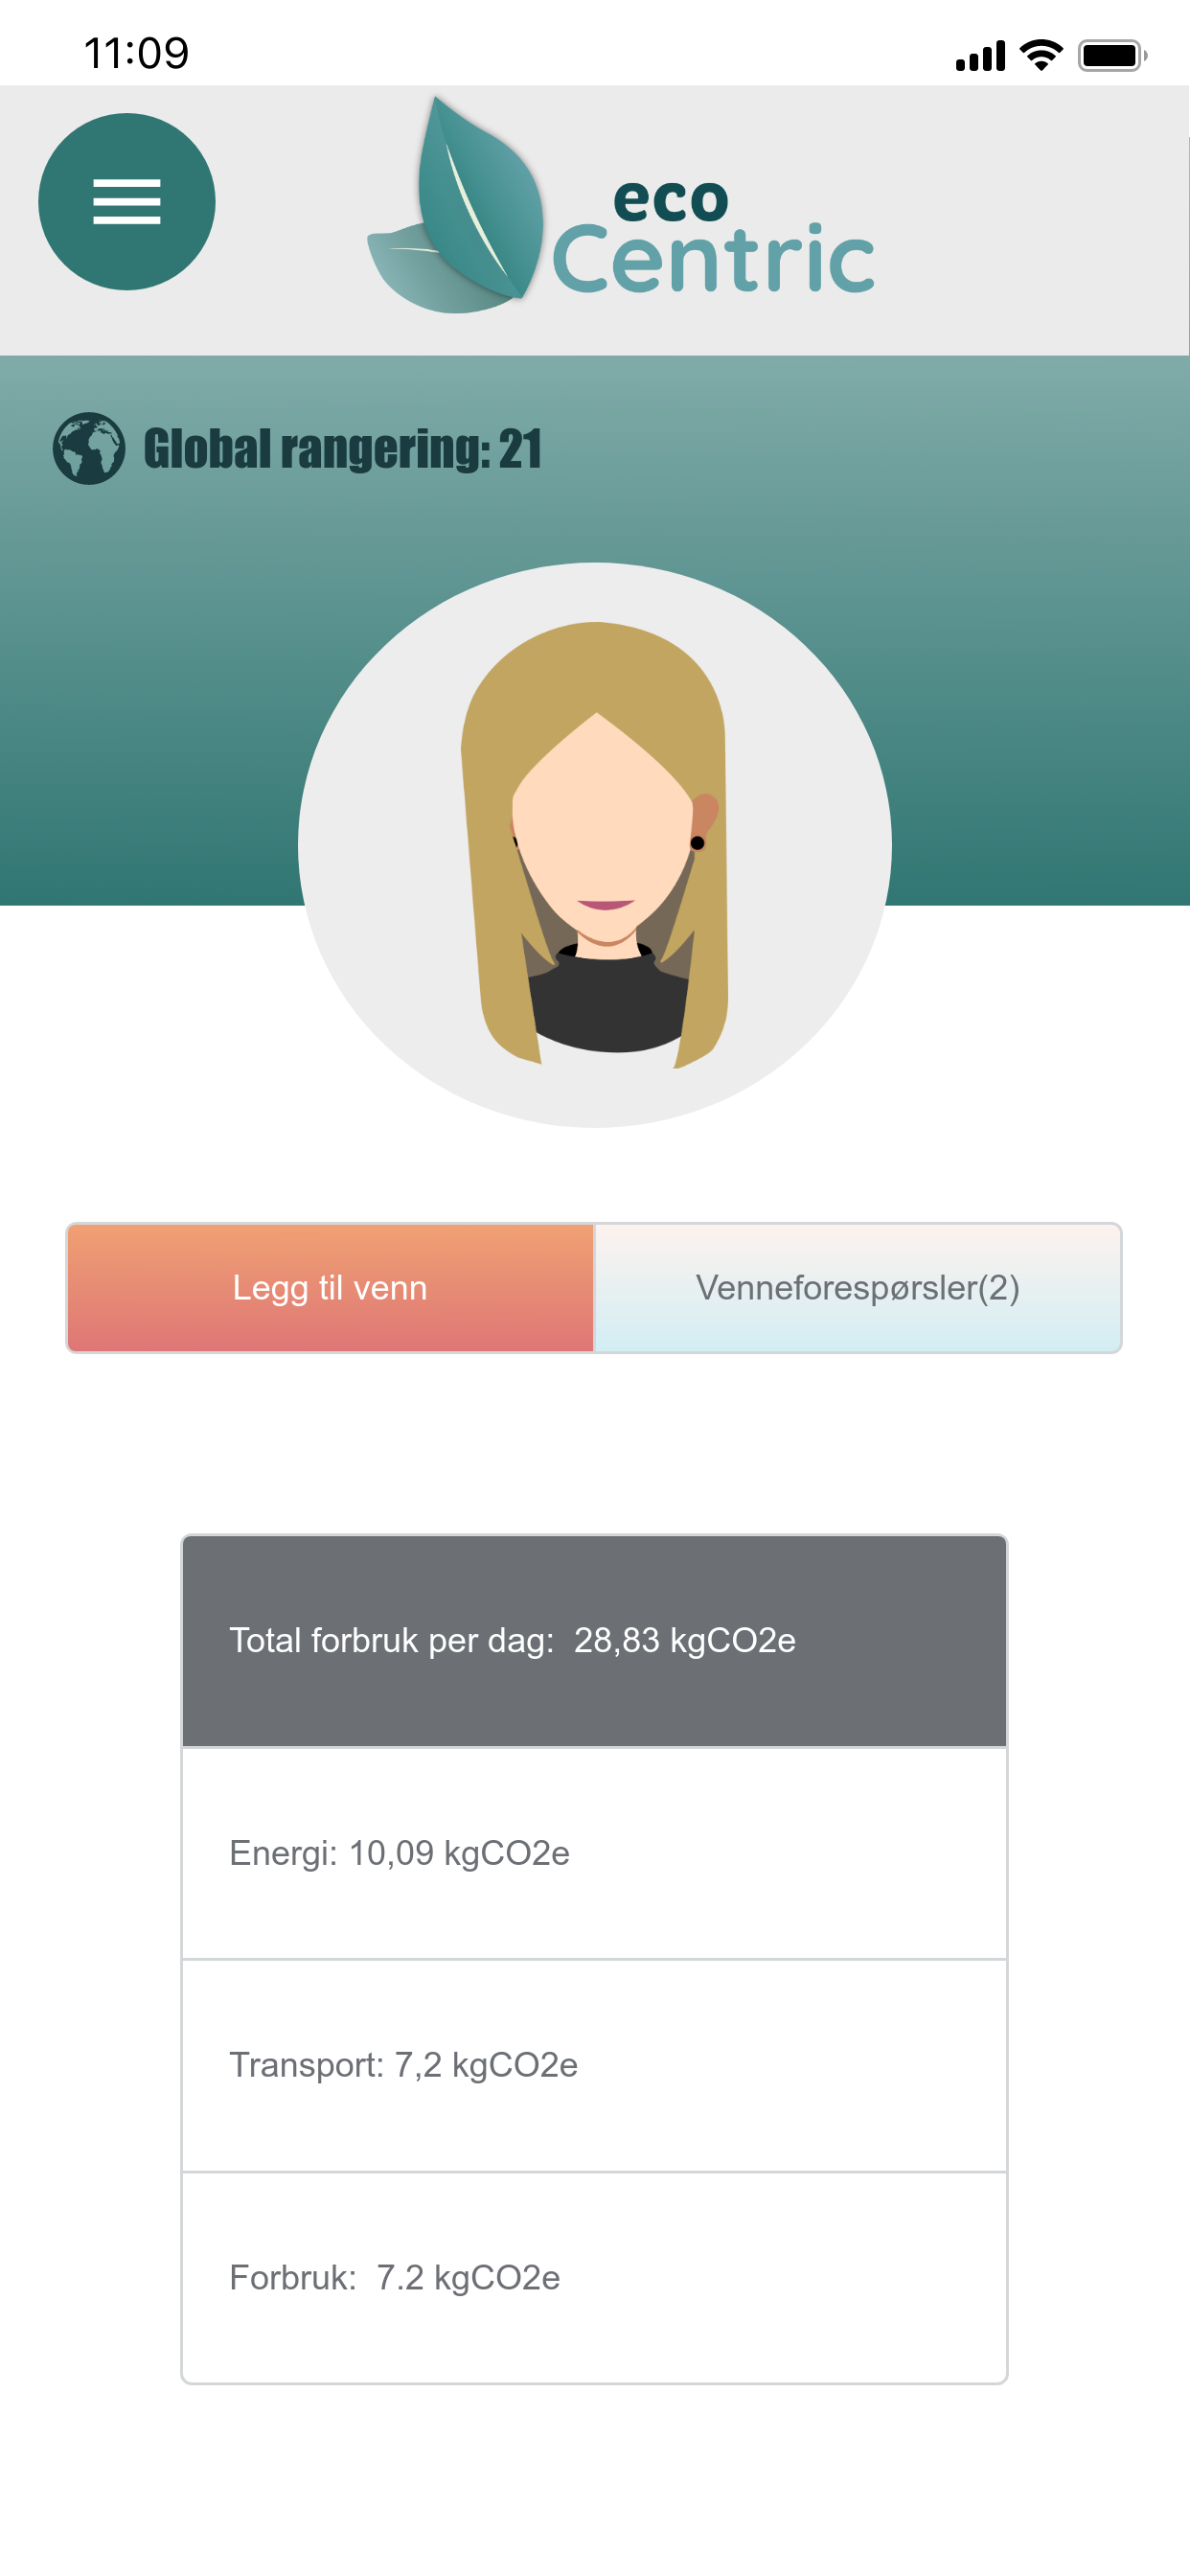 11:09
eco
Centric
Global rangering: 21
Legg til venn
Venneforespørsler(2)
Total forbruk per dag:  28,83 kgCO2e
Energi: 10,09 kgCO2e
Transport: 7,2 kgCO2e
Forbruk:  7.2 kgCO2e